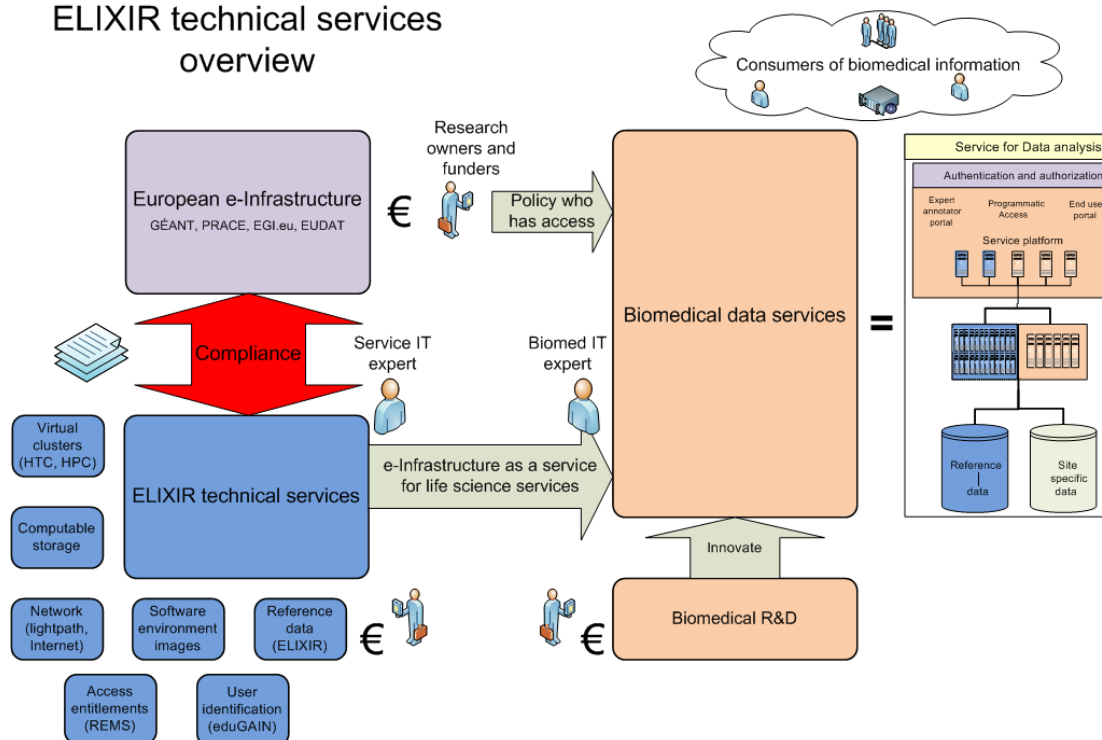 ELIXIR technical services
overview
Consumers of biomedical information
Research
owners and
funders
European e-Infrastructure
GÉANT, PRACE, EGI.eu, EUDAT
€
Policy who
has access
Biomedical data services
=
Service for Data analysis
Authentication and authorization
Expert
annotator
portal
Programmatic
Access
End use
portal
Service platform
Compliance
Service IT
expert
Biomed IT
expert
Virtual
clusters
(HTC, HPC)
ELIXIR technical services
e-Infrastructure as a service
for life science services
Reference
data
Site
specific
data
Computable
storage
Innovate
Network
(lightpath,
Internet)
Software
environment
images
Reference
data
(ELIXIR)
€
€
Biomedical R&D
Access
entitlements
(REMS)
User
identification
(eduGAIN)